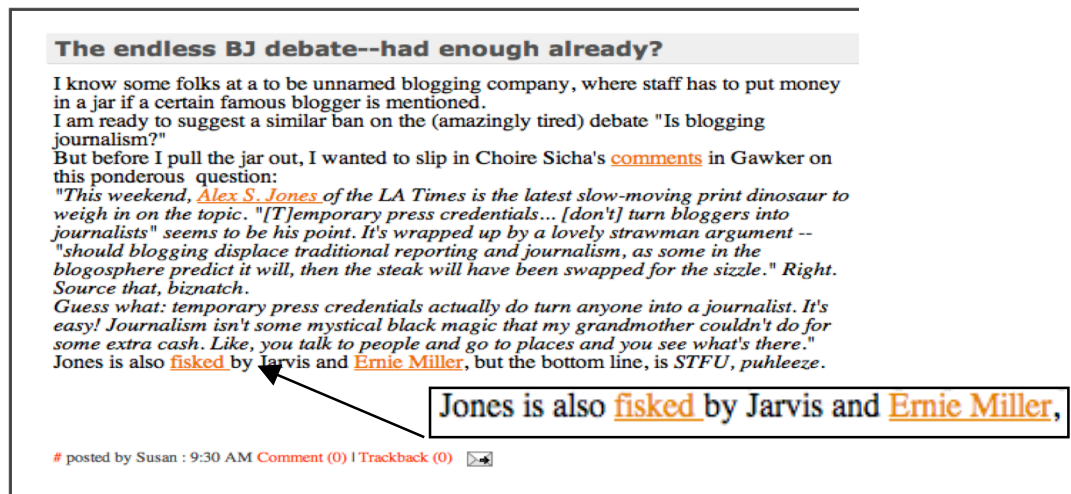 The endless BJ debate--had enough already?
I know some folks at a to be unnamed blogging company, where staff has to put money
in a jar if a certain famous blogger is mentioned.
I am ready to suggest a similar ban on the (amazingly tired) debate "Is blogging
journalism?"
But before I pull the jar out, I wanted to slip in Choire Sicha's comments in Gawker on
this ponderous question:
"This weekend, Alex S. Jones of the LA Times is the latest slow-moving print dinosaur to
weigh in on the topic. "[T]emporary press credentials... [don't] turn bloggers into
journalists" seems to be his point. It's wrapped up by a lovely strawman argument --
"should blogging displace traditional reporting and journalism, as some in the
blogosphere predict it will, then the steak will have been swapped for the sizzle." Right.
Source that, biznatch.
Guess what: temporary press credentials actually do turn anyone into a journalist. It's
easy! Journalism isn't some mystical black magic that my grandmother couldn't do for
some extra cash. Like, you talk to people and go to places and you see what's there."
Jones is also fisked by Jarvis and Ernie Miller, but the bottom line, is STFU, puhleeze.
Jones is also fisked by Jarvis and Ernie Miller,
# posted by Susan : 9:30 AM Comment (0) | Trackback (0)